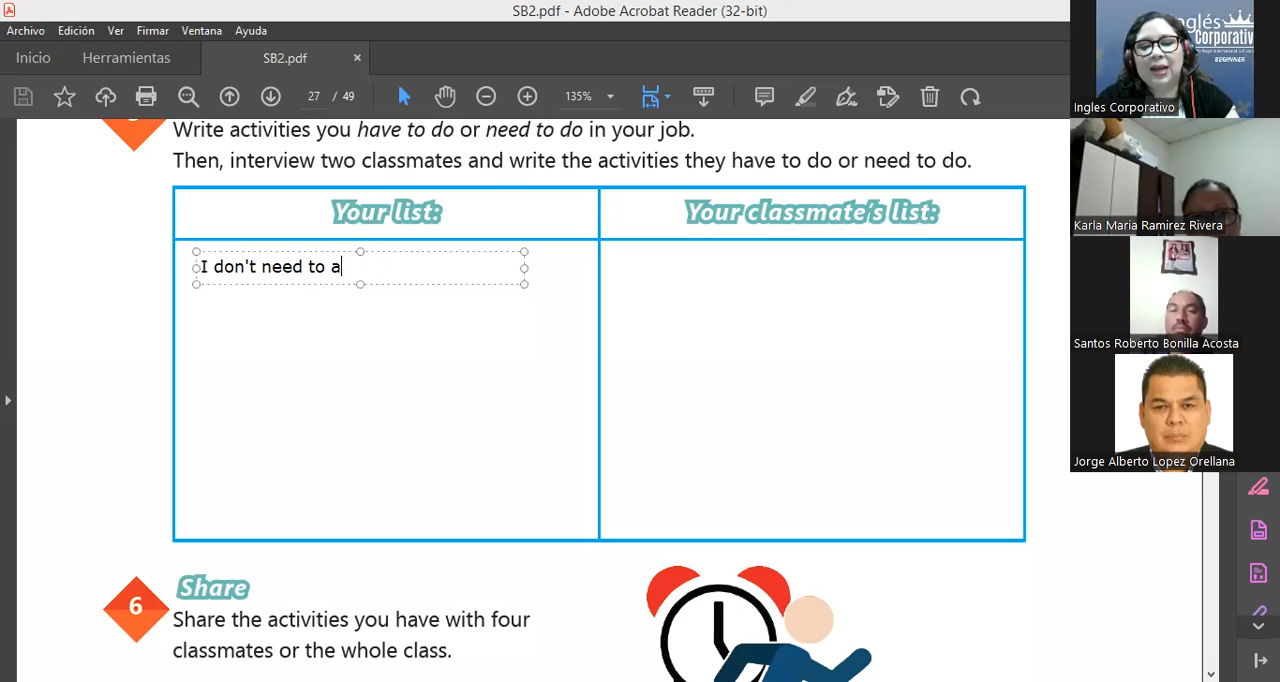 SB2.pdf - Adobe Acrobat Reader (32-bit)
Archivo Edición Ver Firmar Ventana Ayuda
Inicio Herramientas SB2.pdf ×
27 / 49 135%
Write activities you have to do or need to do in your job.
Then, interview two classmates and write the activities they have to do or need to do.
Your list: Your classmate's list:
I don't need to a
6 Share
Share the activities you have with four
classmates or the whole class.
Inglés
Corporativo
BEGINNER
Ingles Corporativo
Karla Maria Ramirez Rivera
Santos Roberto Bonilla Acosta
Jorge Alberto Lopez Orellana